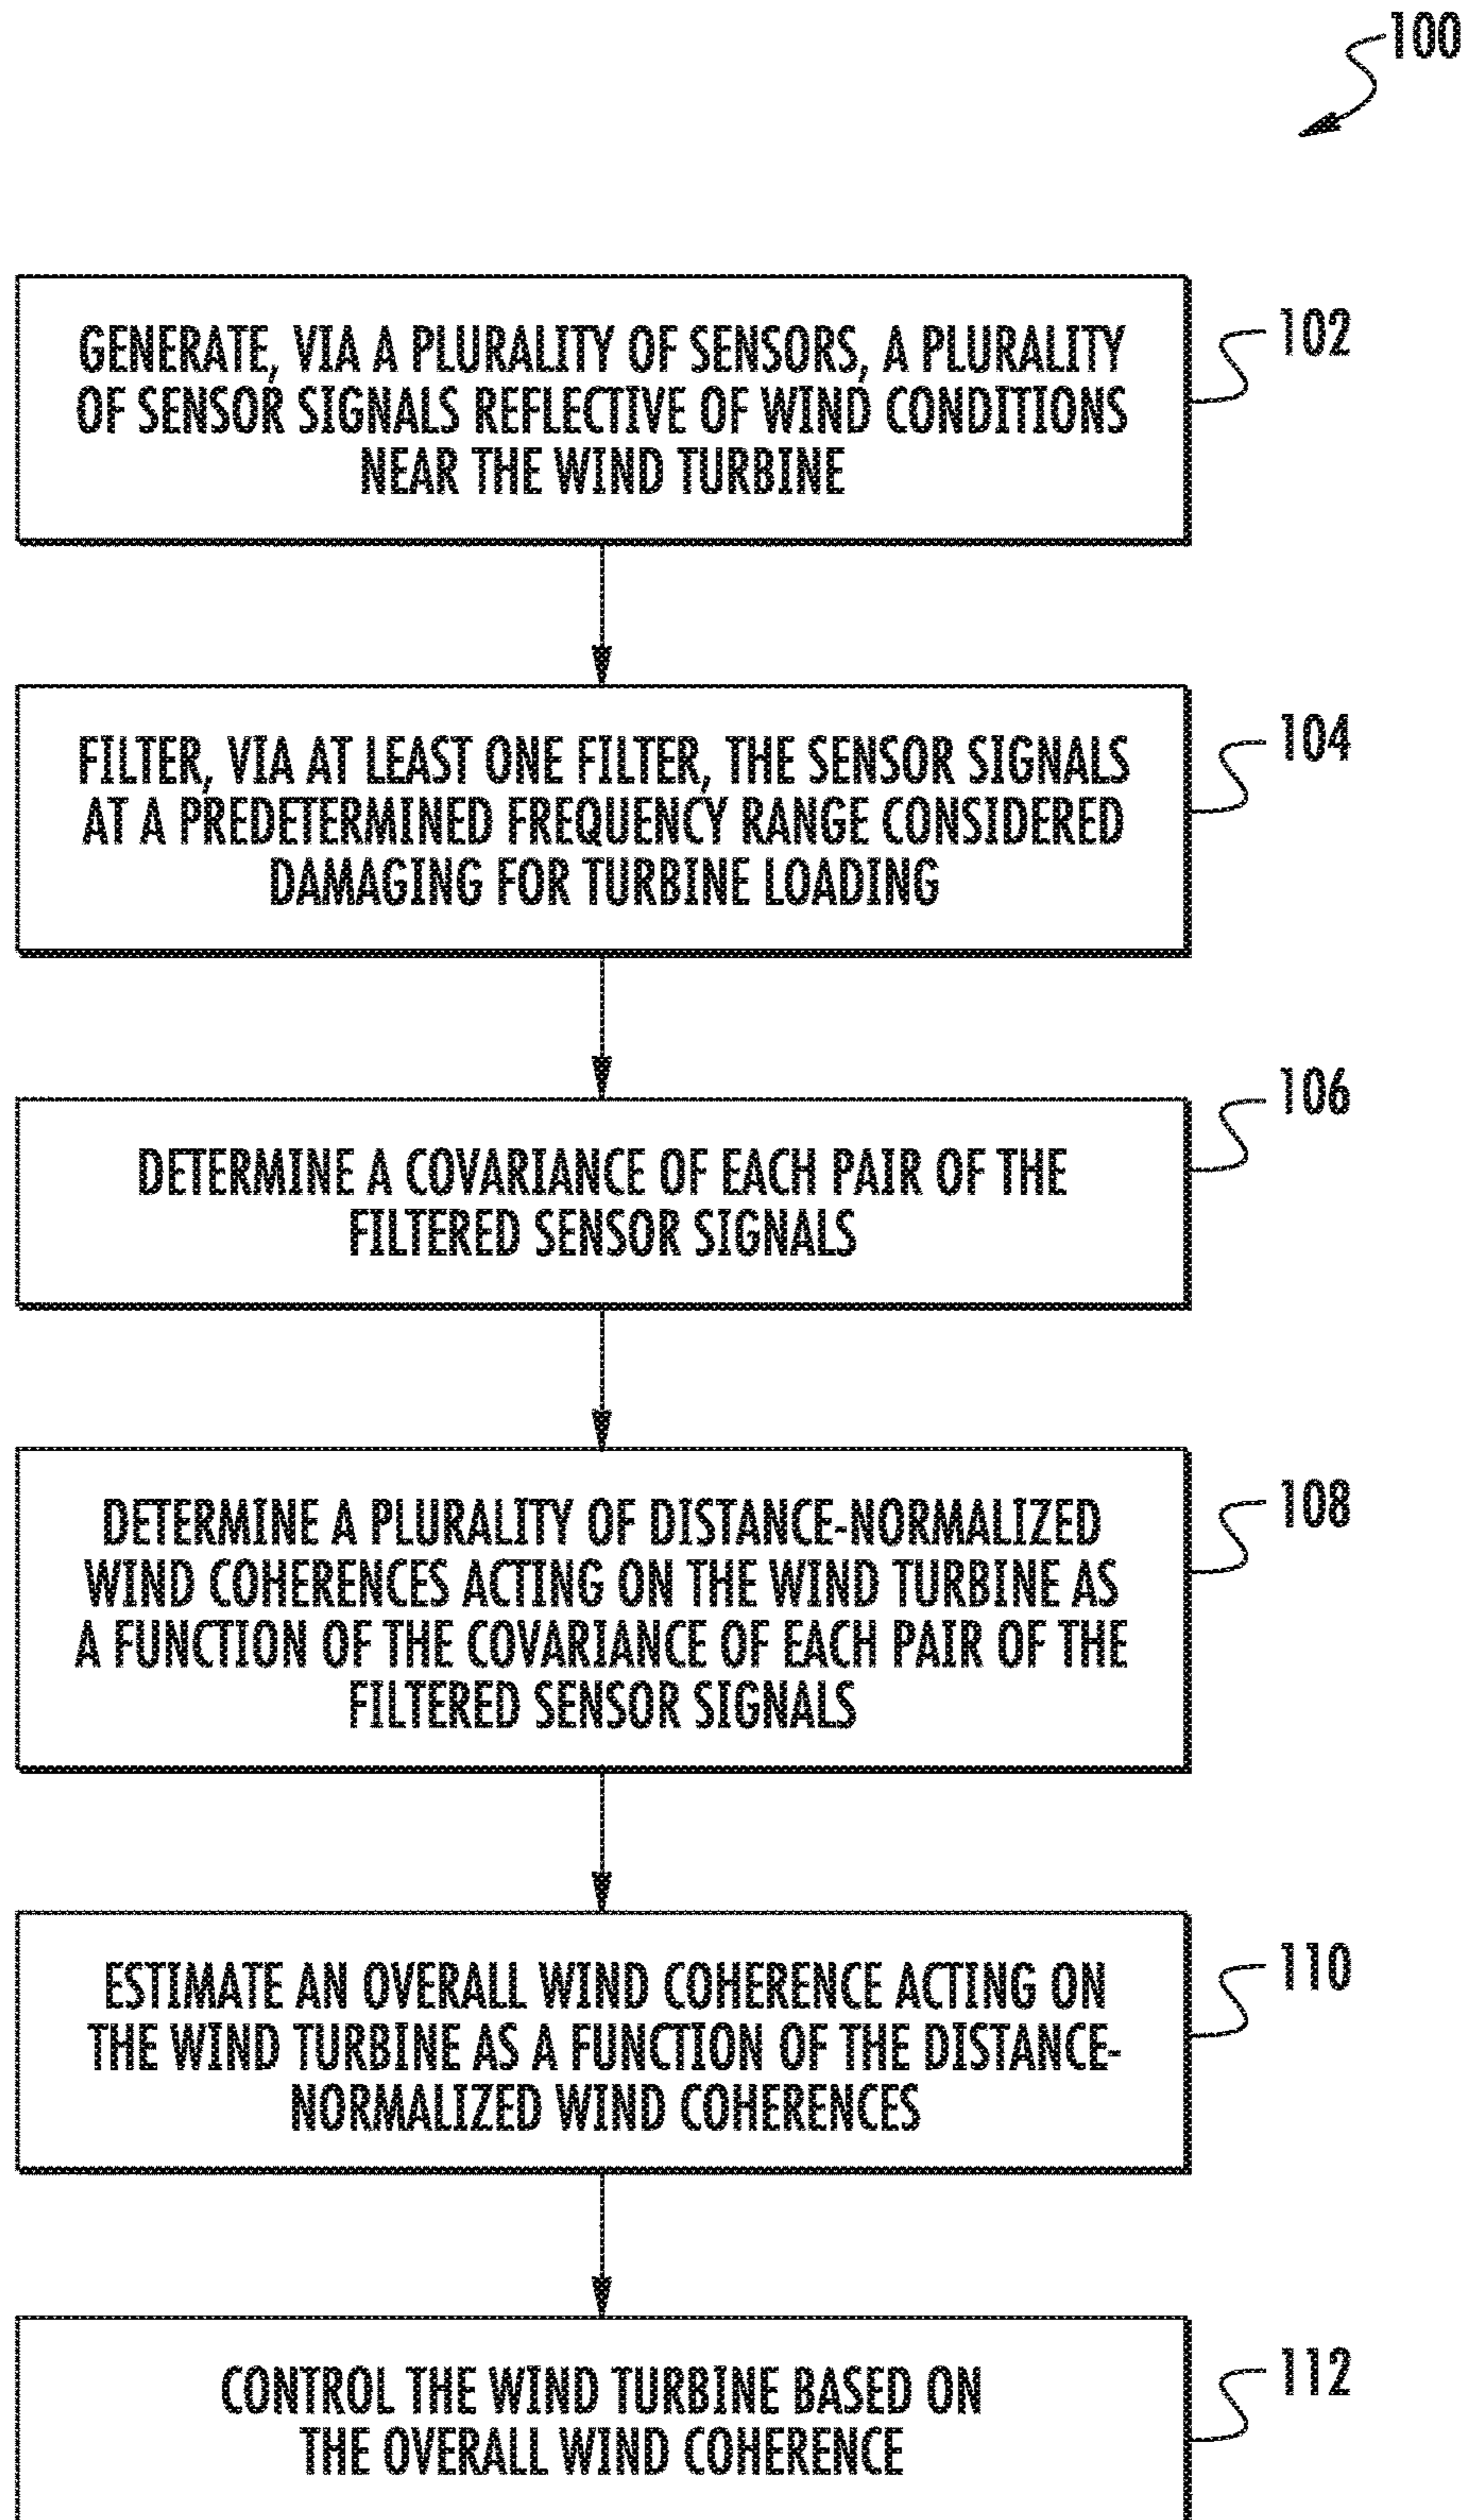 100
GENERATE, VIA A PLURALITY OF SENSORS, A PLURALITY
OF SENSOR SIGNALS REFLECTIVE OF WIND CONDITIONS
NEAR THE WIND TURBINE
102
FILTER, VIA AT LEAST ONE FILTER, THE SENSOR SIGNALS
AT A PREDETERMINED FREQUENCY RANGE CONSIDERED
DAMAGING FOR TURBINE LOADING
104
DETERMINE A COVARIANCE OF EACH PAIR OF THE
FILTERED SENSOR SIGNALS
106
DETERMINE A PLURALITY OF DISTANCE-NORMALIZED
WIND COHERENCES ACTING ON THE WIND TURBINE AS
A FUNCTION OF THE COVARIANCE OF EACH PAIR OF THE
FILTERED SENSOR SIGNALS
108
ESTIMATE AN OVERALL WIND COHERENCE ACTING ON
THE WIND TURBINE AS A FUNCTION OF THE DISTANCE-
NORMALIZED WIND COHERENCES
110
CONTROL THE WIND TURBINE BASED ON
THE OVERALL WIND COHERENCE
112